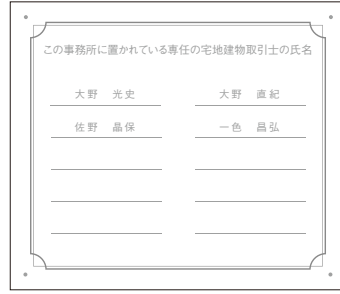 この事務所に置かれている専任の宅地建物取引士の氏名
大野 光史 大野 直紀
佐野 晶保 一色 昌弘